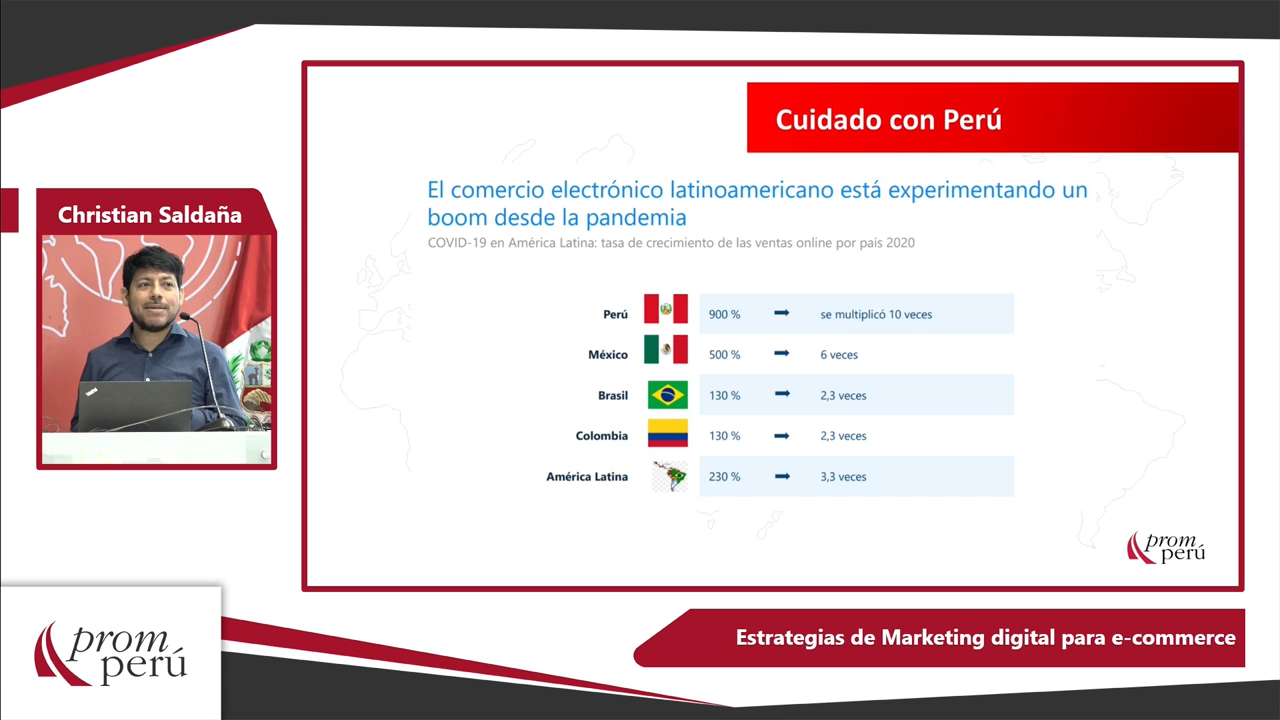 Cuidado con Perú
Christian Saldaña
El comercio electrónico latinoamericano está experimentando un
boom desde la pandemia
COVID-19 en América Latina: tasa de crecimiento de las ventas online por país 2020
Perú 900 % se multiplicó 10 veces
México 500 % 6 veces
Brasil 130 % 2,3 veces
Colombia 130 % 2,3 veces
América Latina 230 % 3,3 veces
prom
perú
Estrategias de Marketing digital para e-commerce
prom
perú